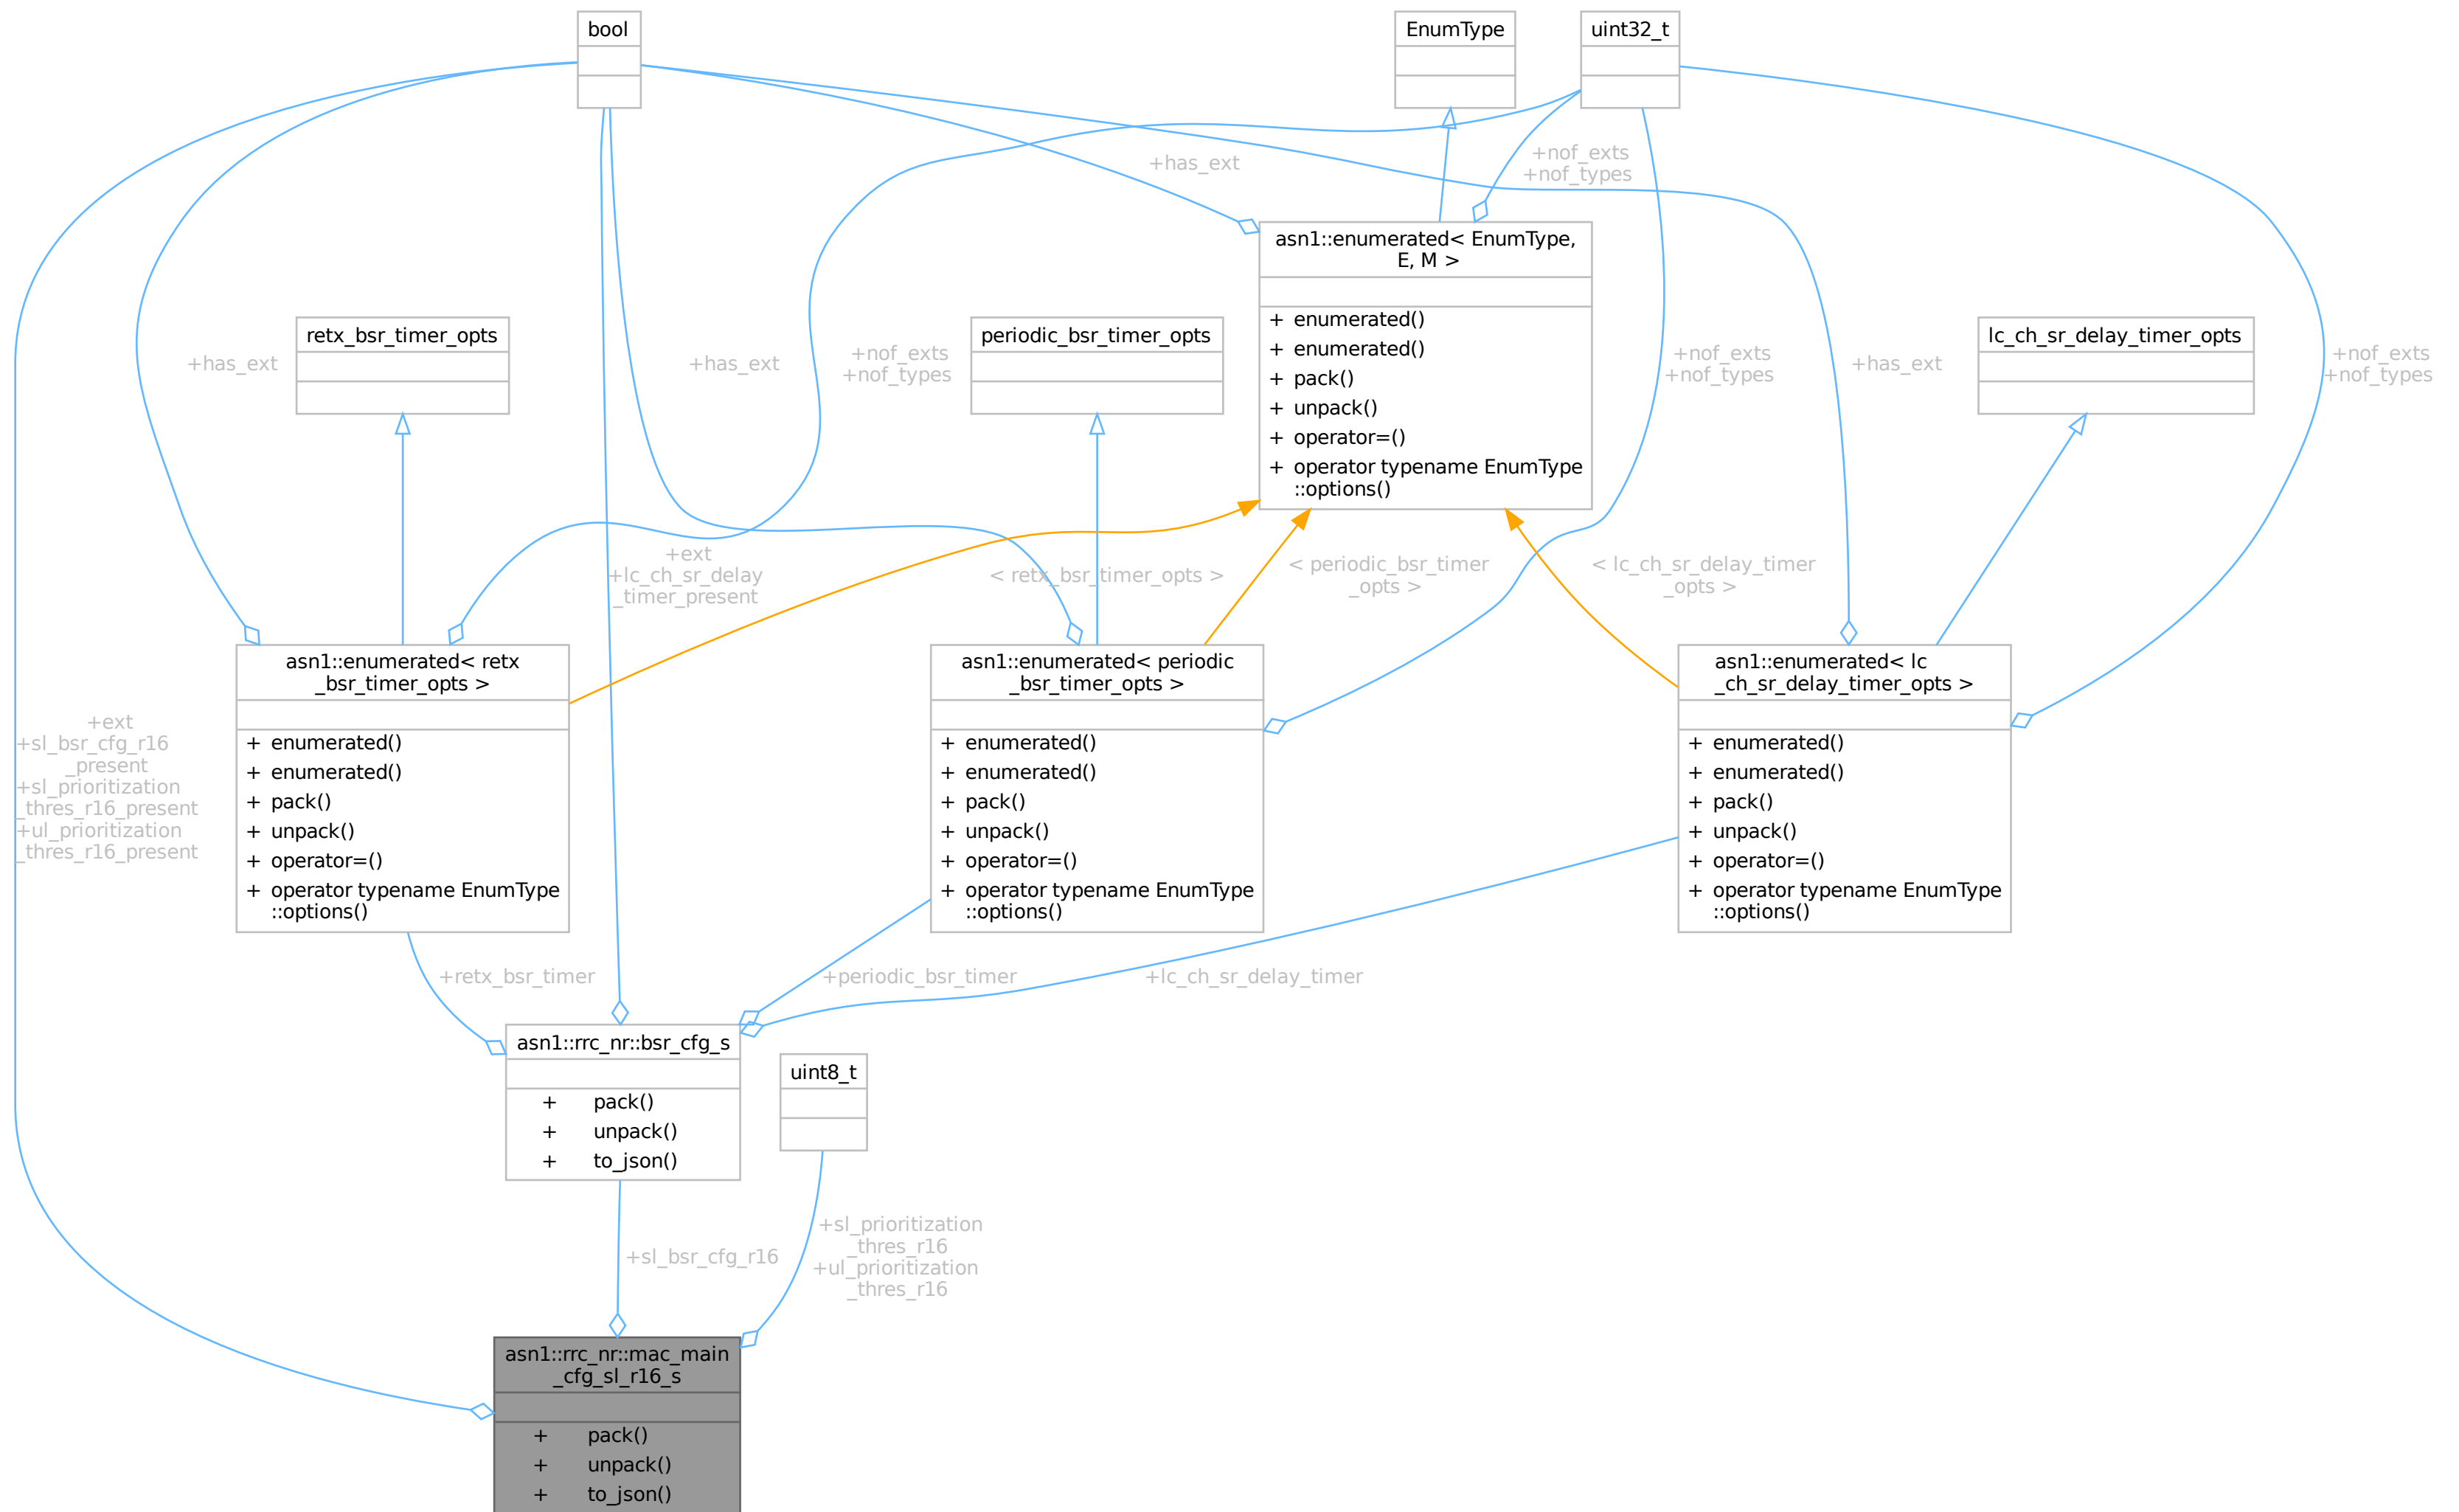 bool
EnumType
uint32_t
+has_ext
+nof_exts
+nof_types
asn1::enumerated< EnumType,
E, M >
+ enumerated()
+ enumerated()
+ pack()
+ unpack()
+ operator=()
+ operator typename EnumType
::options()
retx_bsr_timer_opts
periodic_bsr_timer_opts
lc_ch_sr_delay_timer_opts
+has_ext
+has_ext
+nof_exts
+nof_types
+nof_exts
+nof_types
+has_ext
+nof_exts
+nof_types
+ext
+lc_ch_sr_delay
_timer_present
< retx_bsr_timer_opts >
< periodic_bsr_timer
_opts >
< lc_ch_sr_delay_timer
_opts >
+ext
+sl_bsr_cfg_r16
_present
+sl_prioritization
_thres_r16_present
+ul_prioritization
_thres_r16_present
asn1::enumerated< retx
_bsr_timer_opts >
+ enumerated()
+ enumerated()
+ pack()
+ unpack()
+ operator=()
+ operator typename EnumType
::options()
asn1::enumerated< periodic
_bsr_timer_opts >
+ enumerated()
+ enumerated()
+ pack()
+ unpack()
+ operator=()
+ operator typename EnumType
::options()
asn1::enumerated< lc
_ch_sr_delay_timer_opts >
+ enumerated()
+ enumerated()
+ pack()
+ unpack()
+ operator=()
+ operator typename EnumType
::options()
+retx_bsr_timer
+periodic_bsr_timer
+lc_ch_sr_delay_timer
asn1::rrc_nr::bsr_cfg_s
+ pack()
+ unpack()
+ to_json()
uint8_t
+sl_bsr_cfg_r16
+sl_prioritization
_thres_r16
+ul_prioritization
_thres_r16
asn1::rrc_nr::mac_main
_cfg_sl_r16_s
+ pack()
+ unpack()
+ to_json()